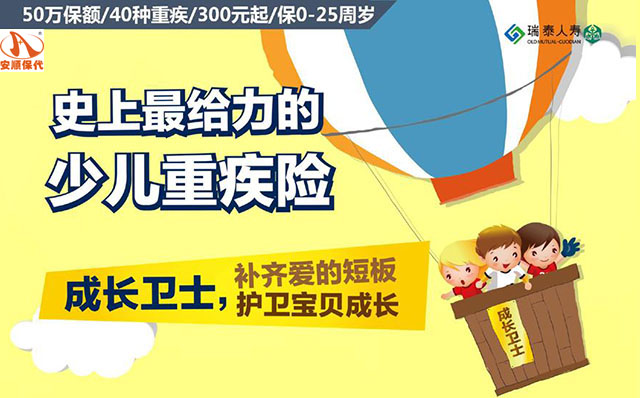 50万保额/40种重疾/300元起/保0-25周岁
安顺保代
瑞泰人寿
OLD MUTUAL-GUODIAN
史上最给力的
少儿重疾险
成长卫士,
补齐爱的短板
护卫宝贝成长
成长卫士